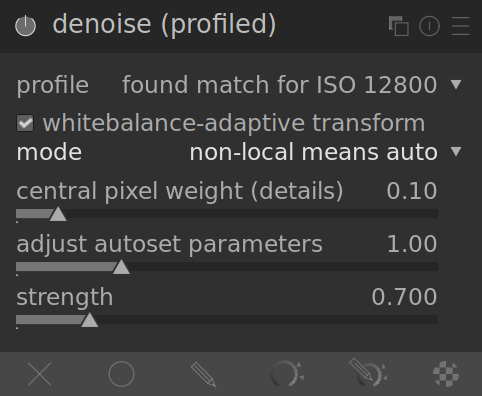 denoise (profiled)
profile found match for ISO 12800
whitebalance-adaptive transform
mode non-local means auto
central pixel weight (details) 0.10
adjust autoset parameters 1.00
strength 0.700